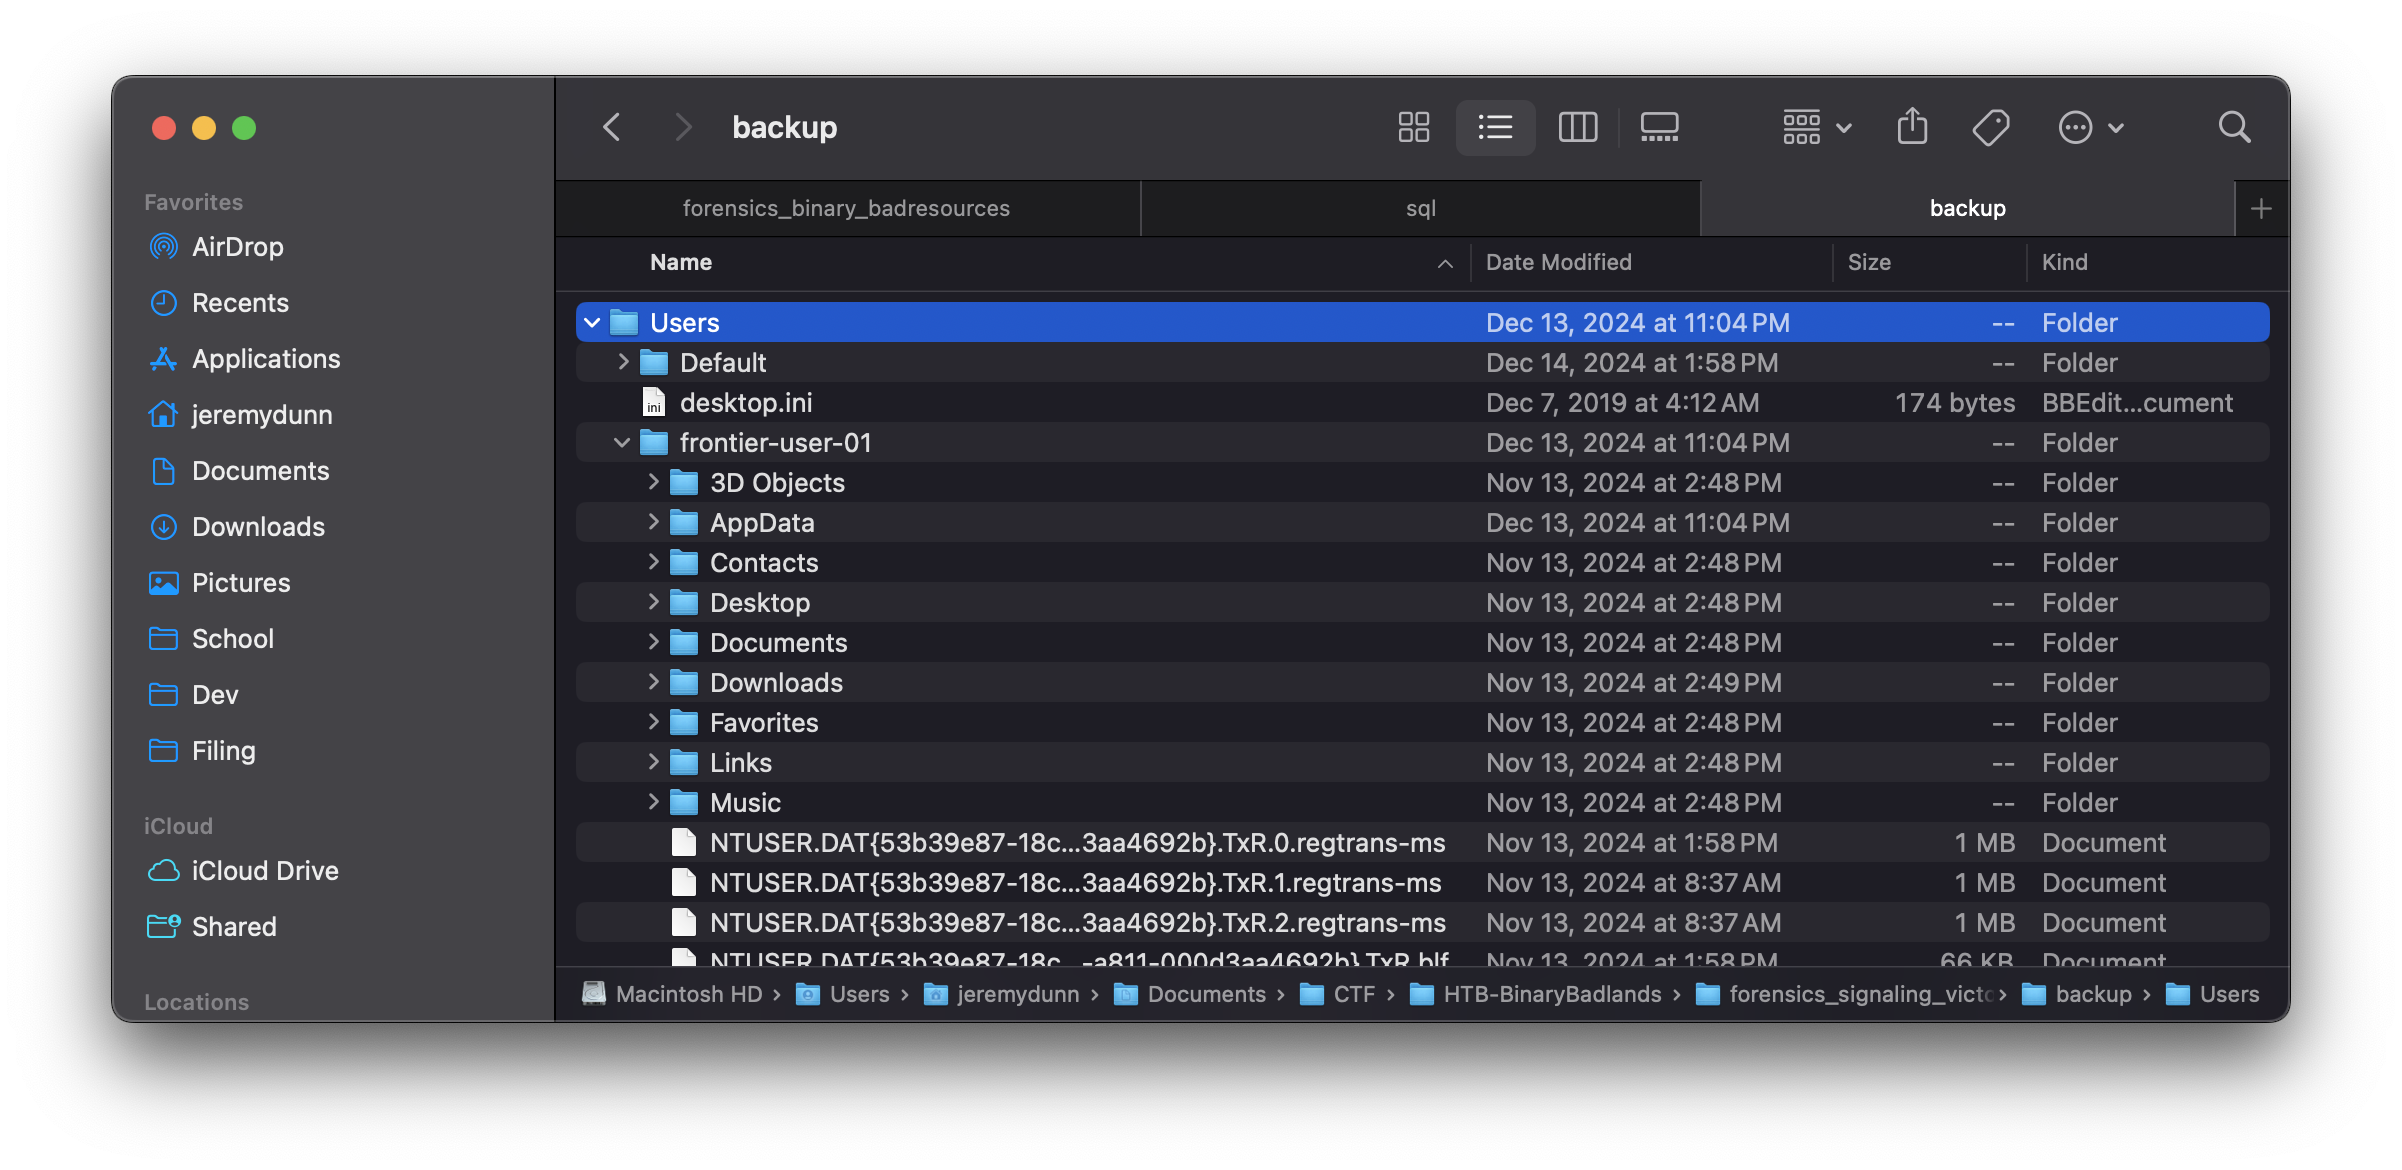 backup
forensics_binary_badresources sql backup
Favorites
AirDrop
Recents
Applications
jeremydunn
Documents
Downloads
Pictures
School
Dev
Filing
iCloud
iCloud Drive
Shared
Locations
Name Date Modified Size Kind
Users Dec 13, 2024 at 11:04 PM -- Folder
Default Dec 14, 2024 at 1:58 PM -- Folder
ini desktop.ini Dec 7, 2019 at 4:12 AM 174 bytes BBEdit...cument
frontier-user-01 Dec 13, 2024 at 11:04 PM -- Folder
3D Objects Nov 13, 2024 at 2:48 PM -- Folder
AppData Dec 13, 2024 at 11:04 PM -- Folder
Contacts Nov 13, 2024 at 2:48 PM -- Folder
Desktop Nov 13, 2024 at 2:48 PM -- Folder
Documents Nov 13, 2024 at 2:48 PM -- Folder
Downloads Nov 13, 2024 at 2:49 PM -- Folder
Favorites Nov 13, 2024 at 2:48 PM -- Folder
Links Nov 13, 2024 at 2:48 PM -- Folder
Music Nov 13, 2024 at 2:48 PM -- Folder
NTUSER.DAT{53b39e87-18c...3aa4692b}.TxR.0.regtrans-ms Nov 13, 2024 at 1:58 PM 1 MB Document
NTUSER.DAT{53b39e87-18c...3aa4692b}.TxR.1.regtrans-ms Nov 13, 2024 at 8:37 AM 1 MB Document
NTUSER.DAT{53b39e87-18c...3aa4692b}.TxR.2.regtrans-ms Nov 13, 2024 at 8:37 AM 1 MB Document
NTUSER.DAT{53b39e87-18c...-a811-000d3aa4692b}.TxR.blf Nov 13, 2024 at 1:58 PM 66 KB Document
Macintosh HD › Users › jeremydunn › Documents › CTF › HTB-BinaryBadlands › forensics_signaling_victo › backup › Users